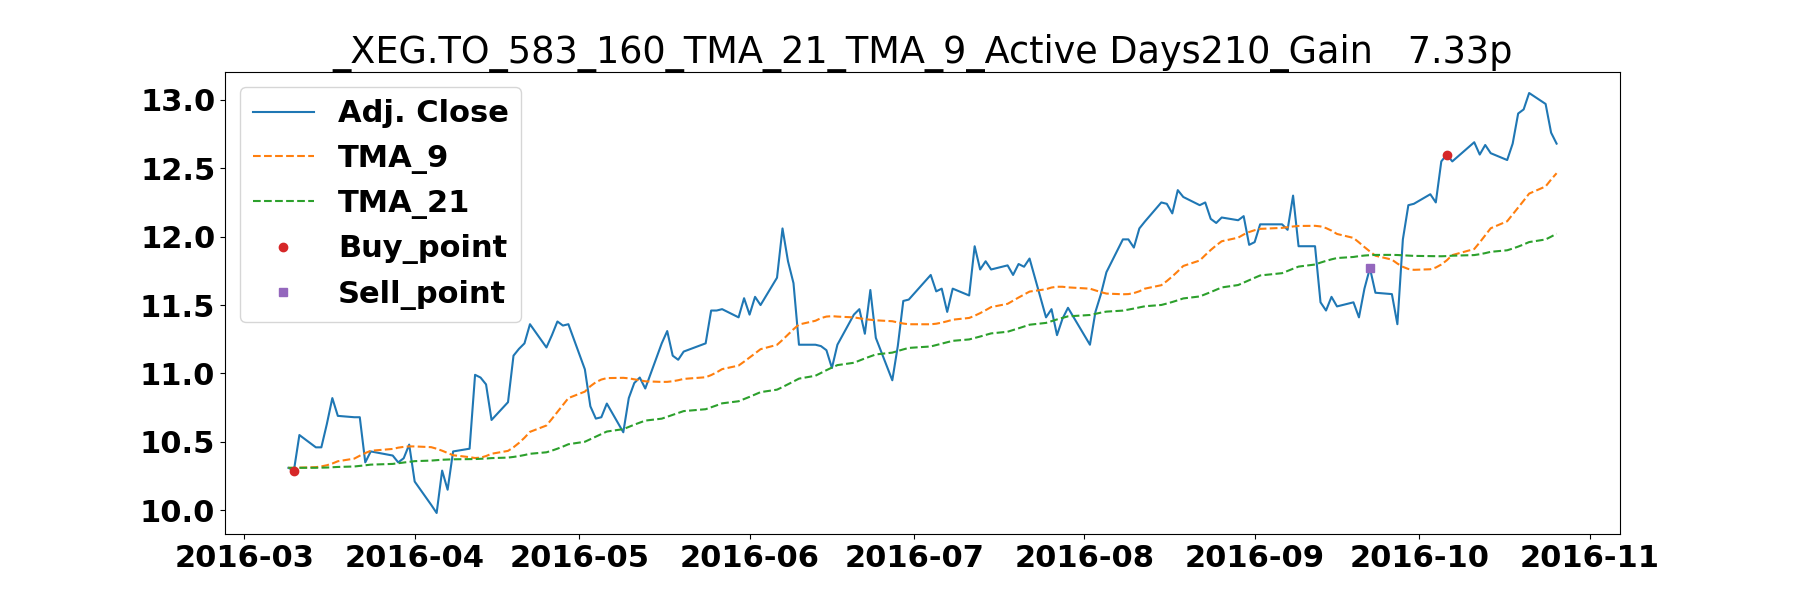 _XEG.TO_583_160_TMA_21_TMA_9_Active Days210_Gain   7.33p
13.0
12.5
12.0
11.5
11.0
10.5
10.0
Adj. Close
TMA_9
TMA_21
Buy_point
Sell_point
2016-03 2016-04 2016-05 2016-06 2016-07 2016-08 2016-09 2016-10 2016-11